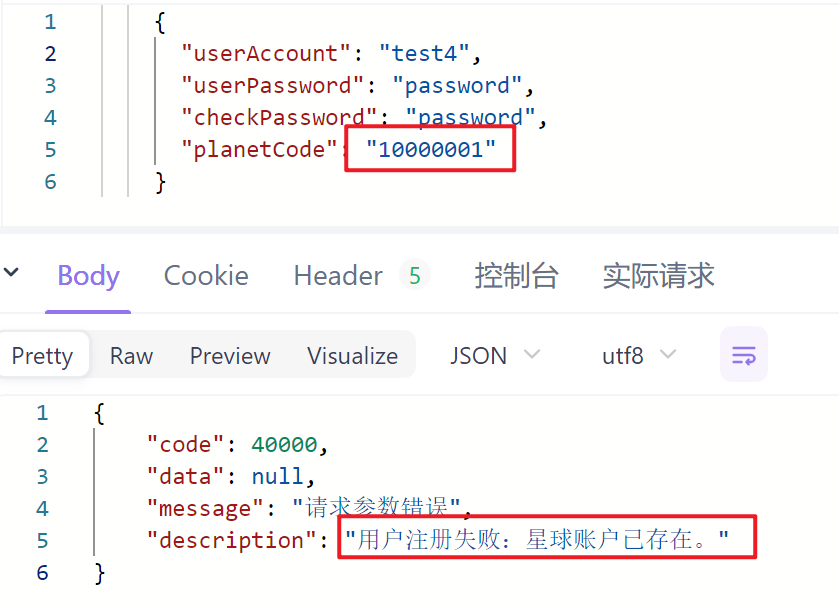 1 {
2 "userAccount": "test4",
3 "userPassword": "password",
4 "checkPassword": "password",
5 "planetCode": "10000001"
6 }
Body Cookie Header 5 控制台 实际请求
Pretty Raw Preview Visualize JSON utf8
1 {
2 "code": 40000,
3 "data": null,
4 "message": "请求参数错误",
5 "description": "用户注册失败：星球账户已存在。"
6 }